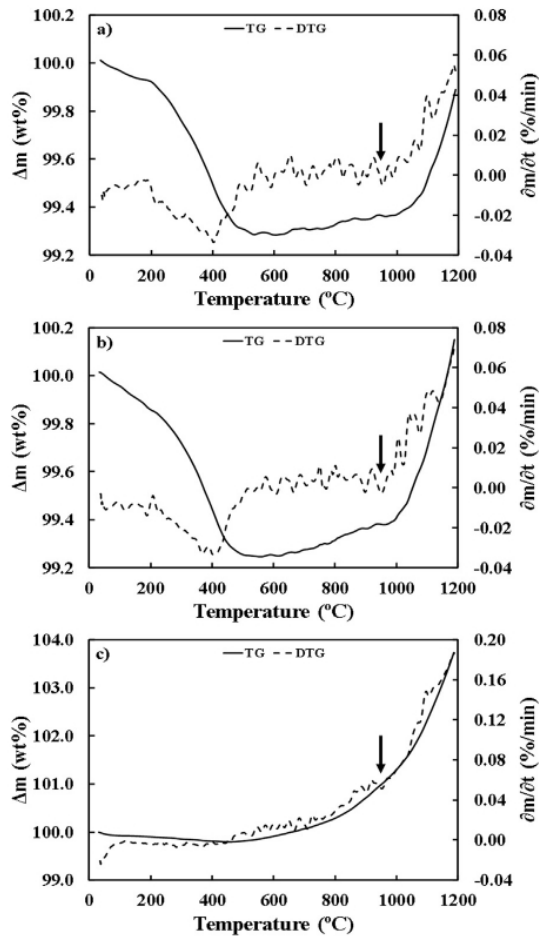 a)
TG DTG
100.2
100.0
99.8
99.6
99.4
99.2
0.08
0.06
0.04
0.02
0.00
-0.02
-0.04
Δm (wt%)
∂m/∂t (%/min)
0 200 400 600 800 1000 1200
Temperature (ºC)
b)
TG DTG
100.2
100.0
99.8
99.6
99.4
99.2
0.08
0.06
0.04
0.02
0.00
-0.02
-0.04
Δm (wt%)
∂m/∂t (%/min)
0 200 400 600 800 1000 1200
Temperature (ºC)
c)
TG DTG
104.0
103.0
102.0
101.0
100.0
99.0
0.20
0.16
0.12
0.08
0.04
0.00
-0.04
Δm (wt%)
∂m/∂t (%/min)
0 200 400 600 800 1000 1200
Temperature (ºC)